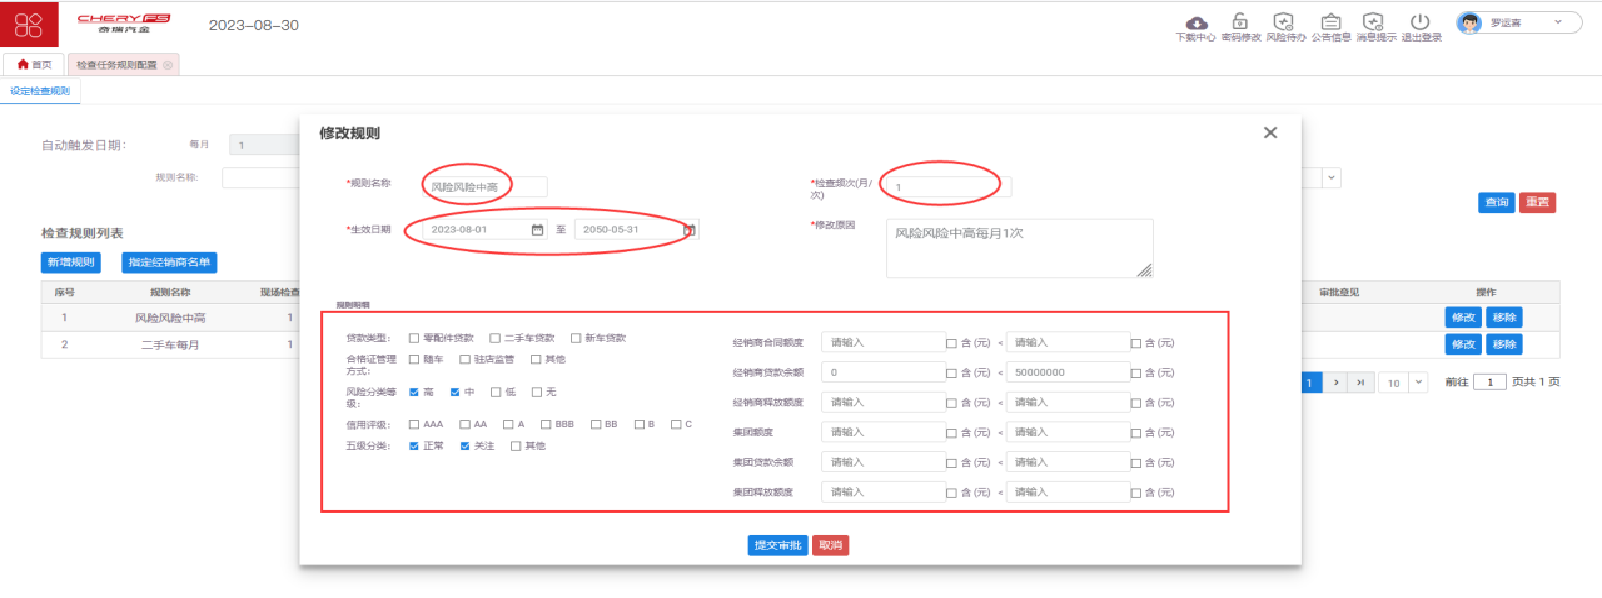 CHERY FS 2023-08-30
奇瑞汽金
下载中心 密码修改 风险待办 公告信息 消息提示 退出登录 罗运喜
首页 检查任务规则配置
设定检查规则
自动触发日期： 每月 1
规则名称:
查询 重置
检查规则列表
新增规则 指定经销商名单
序号 规则名称 现场检查 审批意见 操作
1 风险风险中高 1 修改 移除
2 二手车每月 1 修改 移除
1 10 前往 1 页共 1 页
修改规则
*规则名称 风险风险中高 *检查频次(月/次) 1
*生效日期 2023-08-01 至 2050-05-31 *修改原因 风险风险中高每月1次
规则明细
贷款类型: 零配件贷款 二手车贷款 新车贷款
合格证管理方式: 随车 驻店监管 其他
风险分类等级: 高 中 低 无
信用评级: AAA AA A BBB BB B C
五级分类: 正常 关注 其他
经销商合同额度 请输入 含 (元) < 请输入 含 (元)
经销商贷款余额 0 含 (元) < 50000000 含 (元)
经销商释放额度 请输入 含 (元) < 请输入 含 (元)
集团额度 请输入 含 (元) < 请输入 含 (元)
集团贷款余额 请输入 含 (元) < 请输入 含 (元)
集团释放额度 请输入 含 (元) < 请输入 含 (元)
提交审批 取消